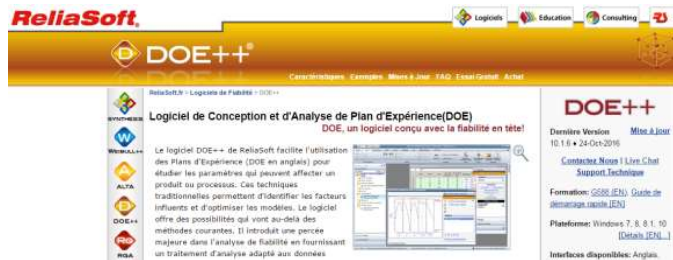 ReliaSoft.
Logiciels
Education
Consulting
DOE++®
Caractéristiques Exemples Mises à Jour FAQ Essai Gratuit Achat
ReliaSoft.fr > Logiciels de Fiabilité > DOE++
SYNTHESIS
WEIBULL++
ALTA
DOE++
RGA
Logiciel de Conception et d'Analyse de Plan d'Expérience(DOE)
DOE, un logiciel conçu avec la fiabilité en tête!
Le logiciel DOE++ de ReliaSoft facilite l'utilisation
des Plans d'Expérience (DOE en anglais) pour
étudier les paramètres qui peuvent affecter un
produit ou processus. Ces techniques
traditionnelles permettent d'identifier les facteurs
influents et d'optimiser les modèles. Le logiciel
offre des possibilités qui vont au-delà des
méthodes courantes. Il introduit une percée
majeure dans l'analyse de fiabilité en fournissant
un traitement d'analyse adapté aux données
DOE++
Dernière Version Mise à jour
10.1.6 • 24-Oct-2016
Contactez Nous | Live Chat
Support Technique
Formation: G588 (EN), Guide de
démarrage rapide [EN]
Plateforme: Windows 7, 8, 8.1, 10
[Détails [EN]...]
Interfaces disponibles: Anglais,